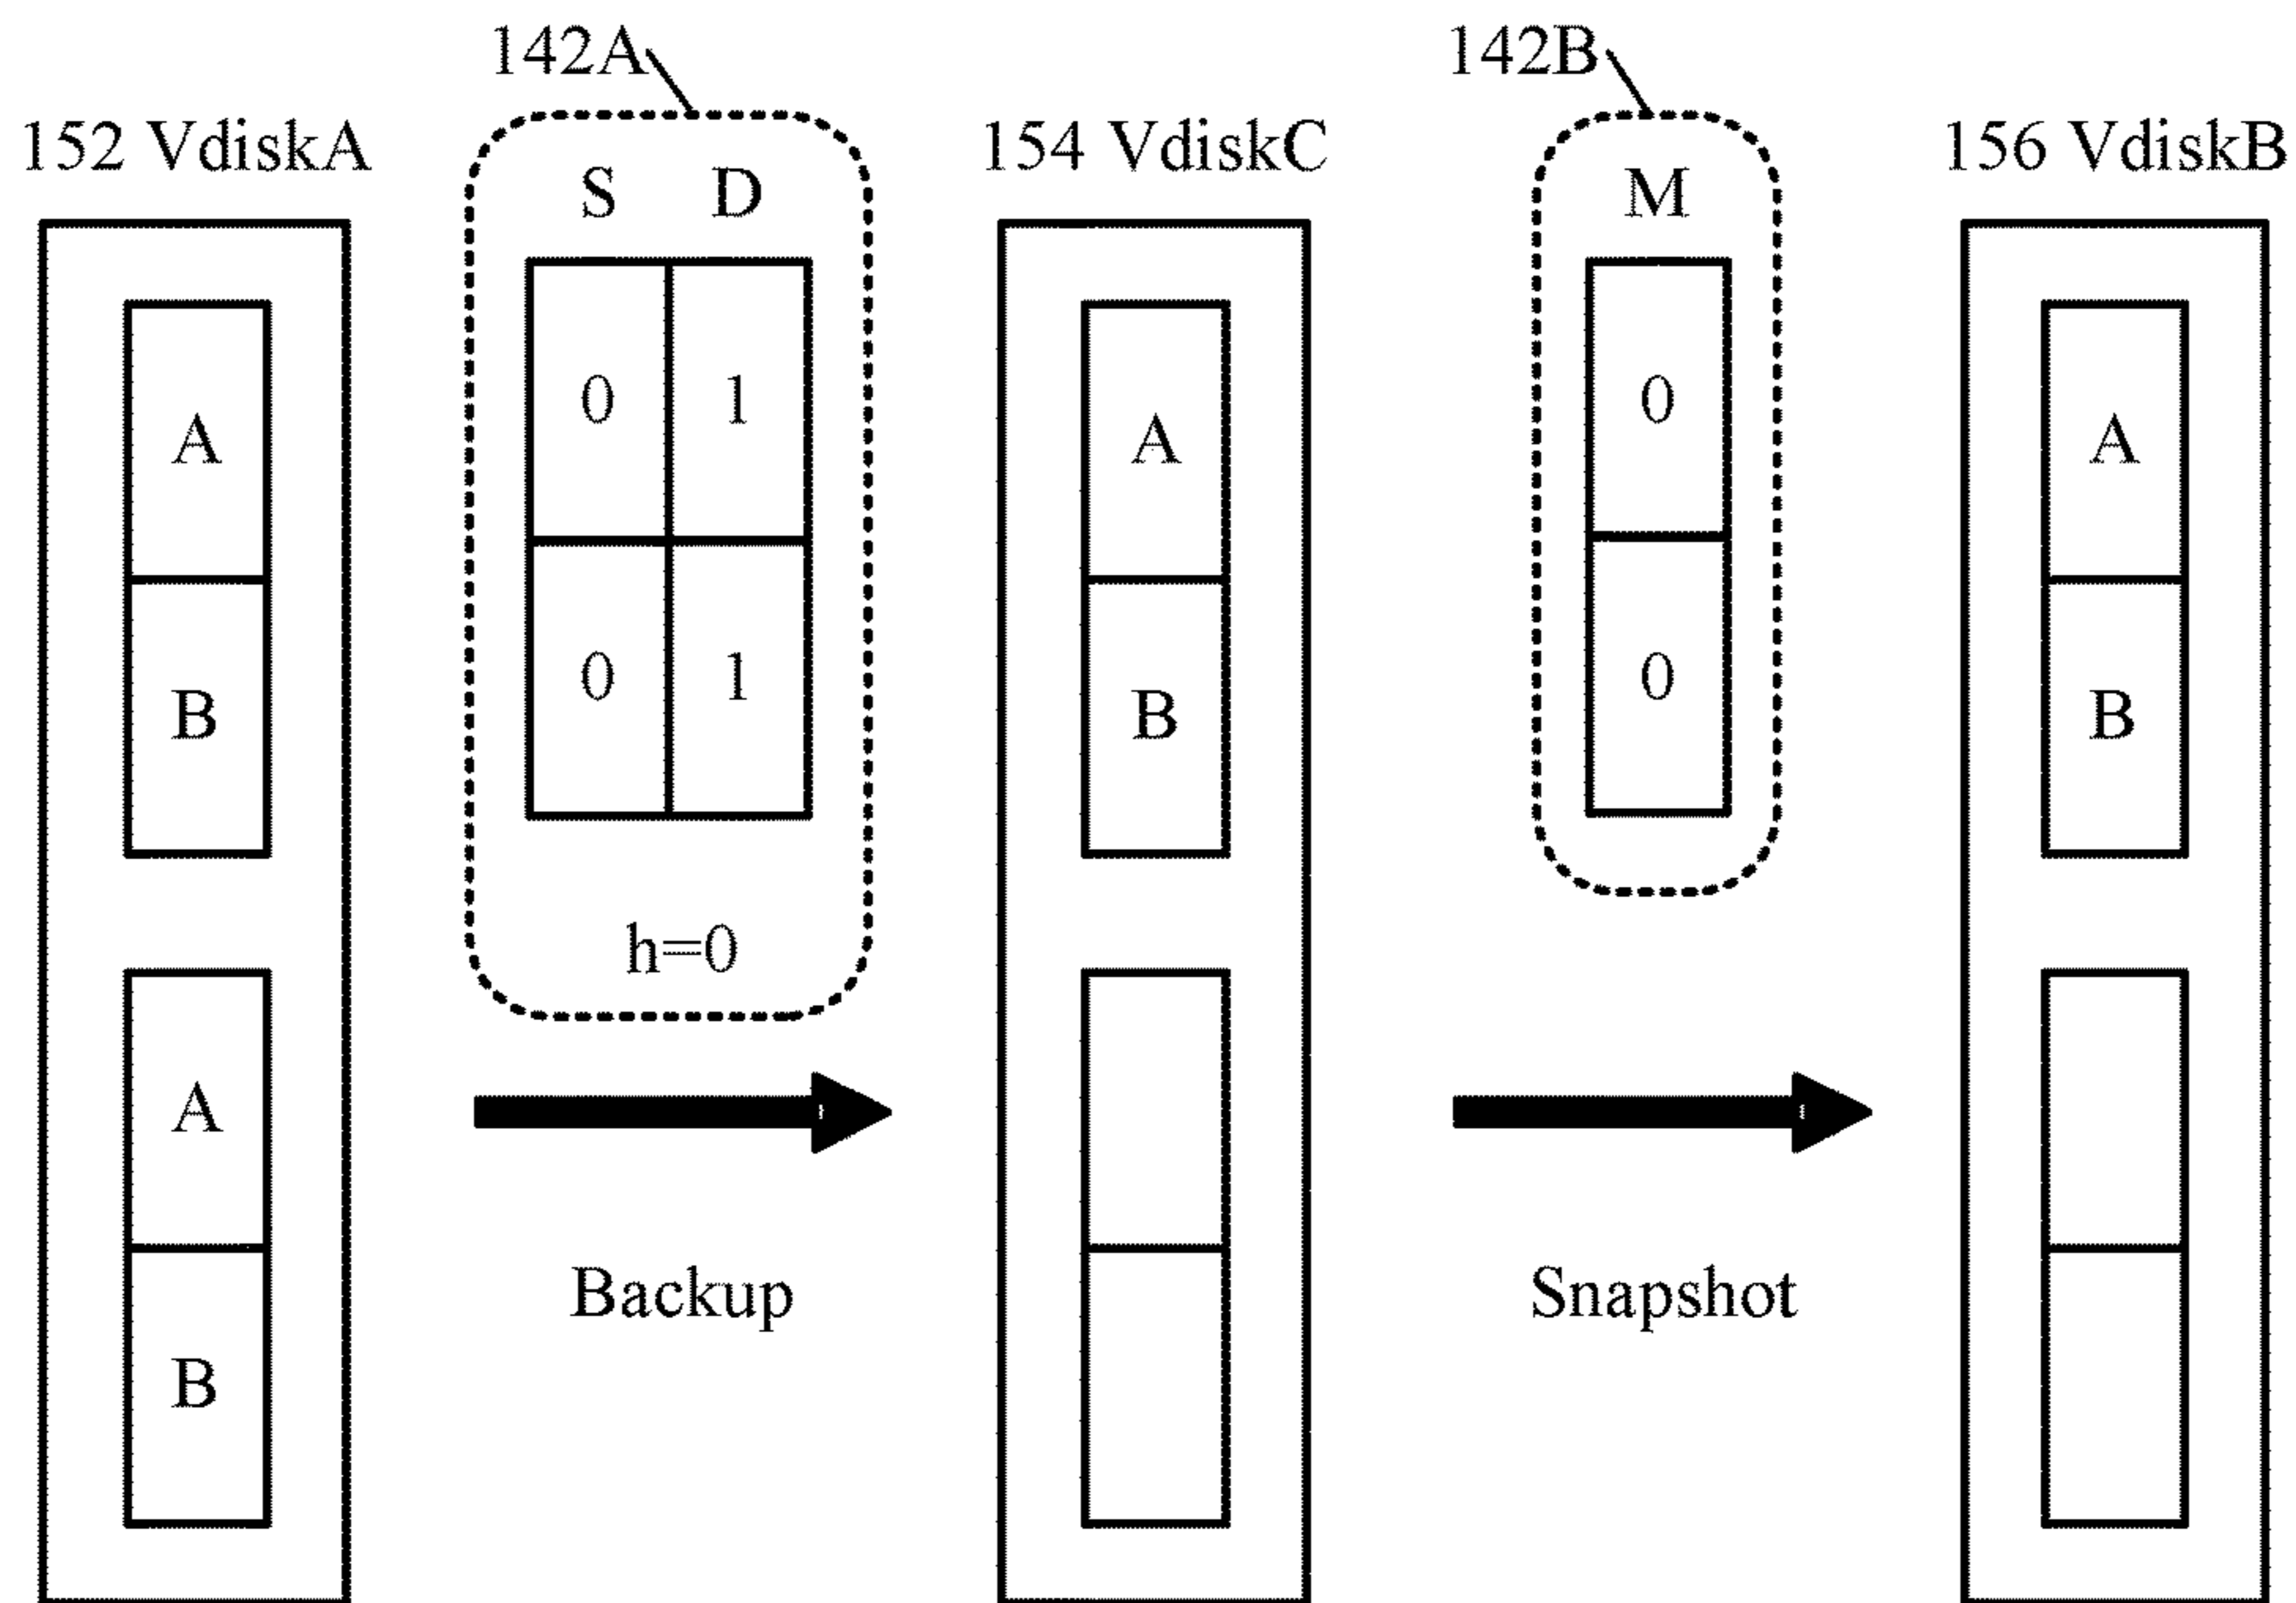 142A 142B
152 VdiskA 154 VdiskC 156 VdiskB
S D M
0 1 0
A A A
0 1 0
B B B
h=0
A
Backup Snapshot
B